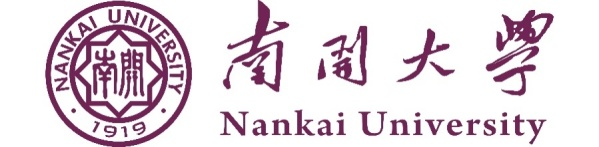 NANKAI UNIVERSITY
南開
· 1919 ·
南開大學
Nankai University